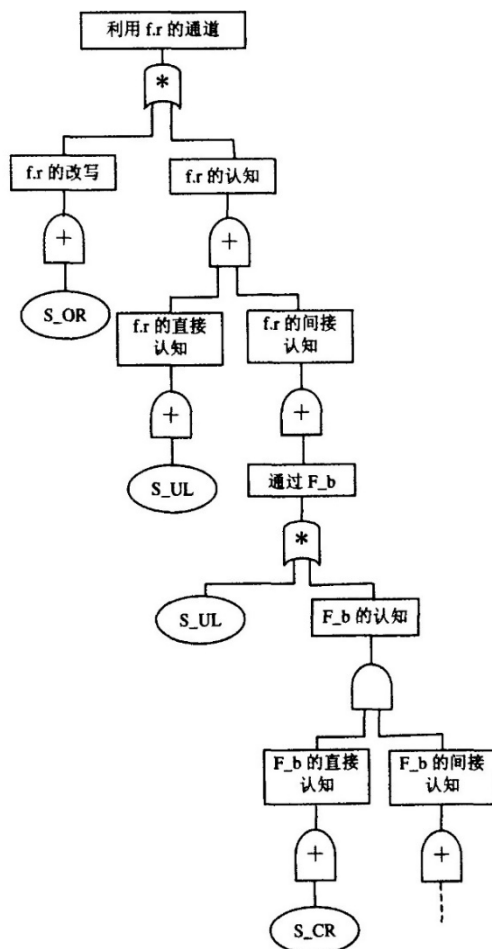 利用 f.r 的通道
*
f.r 的改写
f.r 的认知
+
+
S_OR
f.r 的直接
认知
f.r 的间接
认知
+
+
S_UL
通过 F_b
*
S_UL
F_b 的认知
F_b 的直接
认知
F_b 的间接
认知
+
+
S_CR